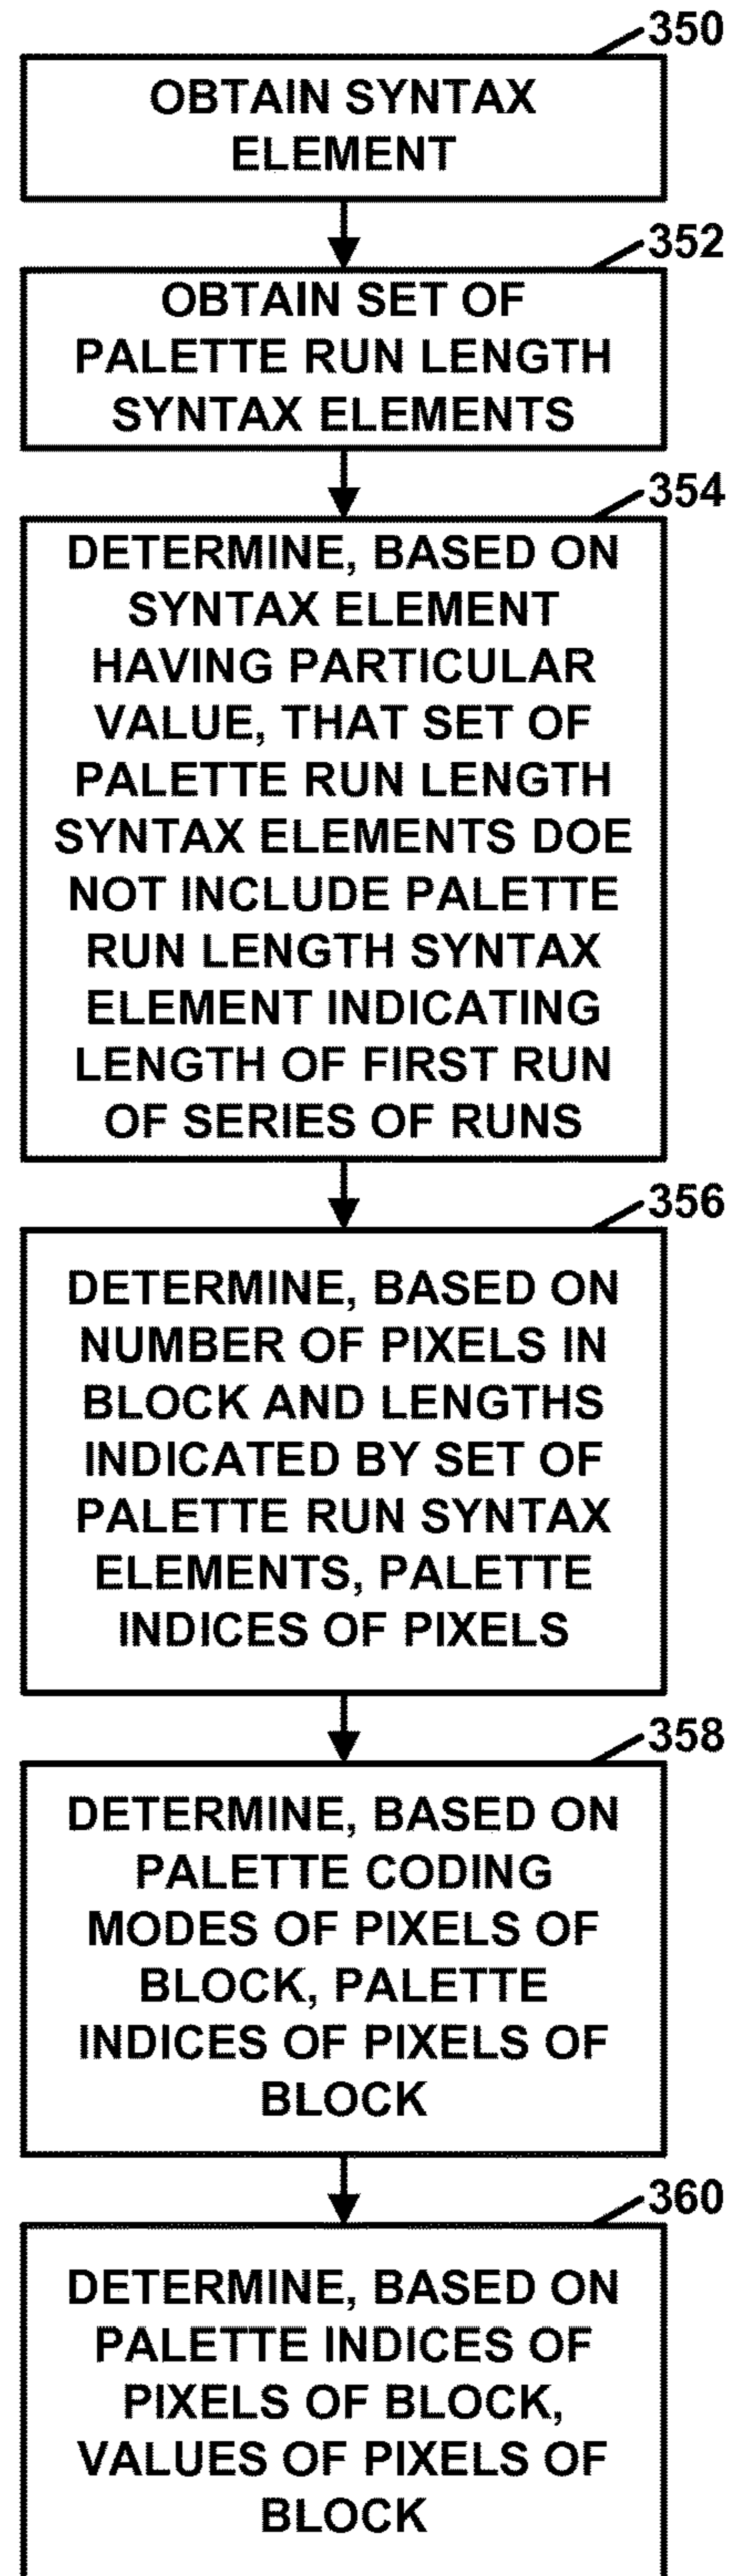 350
OBTAIN SYNTAX
ELEMENT
352
OBTAIN SET OF
PALETTE RUN LENGTH
SYNTAX ELEMENTS
354
DETERMINE, BASED ON
SYNTAX ELEMENT
HAVING PARTICULAR
VALUE, THAT SET OF
PALETTE RUN LENGTH
SYNTAX ELEMENTS DOE
NOT INCLUDE PALETTE
RUN LENGTH SYNTAX
ELEMENT INDICATING
LENGTH OF FIRST RUN
OF SERIES OF RUNS
356
DETERMINE, BASED ON
NUMBER OF PIXELS IN
BLOCK AND LENGTHS
INDICATED BY SET OF
PALETTE RUN SYNTAX
ELEMENTS, PALETTE
INDICES OF PIXELS
358
DETERMINE, BASED ON
PALETTE CODING
MODES OF PIXELS OF
BLOCK, PALETTE
INDICES OF PIXELS OF
BLOCK
360
DETERMINE, BASED ON
PALETTE INDICES OF
PIXELS OF BLOCK,
VALUES OF PIXELS OF
BLOCK